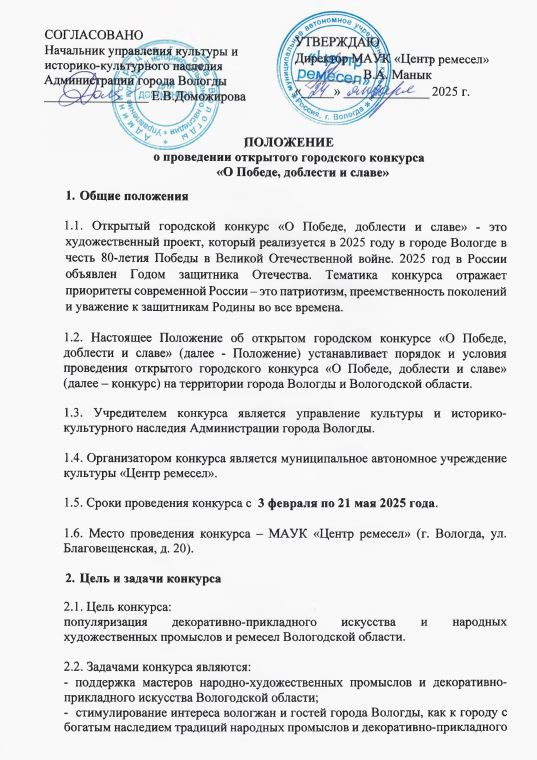 СОГЛАСОВАНО
Начальник управления культуры и
историко-культурного наследия
Администрации города Вологды
Е.В.Доможирова
УТВЕРЖДАЮ
Директор МАУК «Центр ремесел»
В.А. Манык
«Центр
ремесел»
Россия, г. Вологда
« » января 2025 г.
ПОЛОЖЕНИЕ
о проведении открытого городского конкурса
«О Победе, доблести и славе»
1. Общие положения
1.1. Открытый городской конкурс «О Победе, доблести и славе» - это
художественный проект, который реализуется в 2025 году в городе Вологде в
честь 80-летия Победы в Великой Отечественной войне. 2025 год в России
объявлен Годом защитника Отечества. Тематика конкурса отражает
приоритеты современной России – это патриотизм, преемственность поколений
и уважение к защитникам Родины во все времена.
1.2. Настоящее Положение об открытом городском конкурсе «О Победе,
доблести и славе» (далее - Положение) устанавливает порядок и условия
проведения открытого городского конкурса «О Победе, доблести и славе»
(далее – конкурс) на территории города Вологды и Вологодской области.
1.3. Учредителем конкурса является управление культуры и историко-
культурного наследия Администрации города Вологды.
1.4. Организатором конкурса является муниципальное автономное учреждение
культуры «Центр ремесел».
1.5. Сроки проведения конкурса с 3 февраля по 21 мая 2025 года.
1.6. Место проведения конкурса – МАУК «Центр ремесел» (г. Вологда, ул.
Благовещенская, д. 20).
2. Цель и задачи конкурса
2.1. Цель конкурса:
популяризация декоративно-прикладного искусства и народных
художественных промыслов и ремесел Вологодской области.
2.2. Задачами конкурса являются:
- поддержка мастеров народно-художественных промыслов и декоративно-
прикладного искусства Вологодской области;
- стимулирование интереса вологжан и гостей города Вологды, как к городу с
богатым наследием традиций народных промыслов и декоративно-прикладного